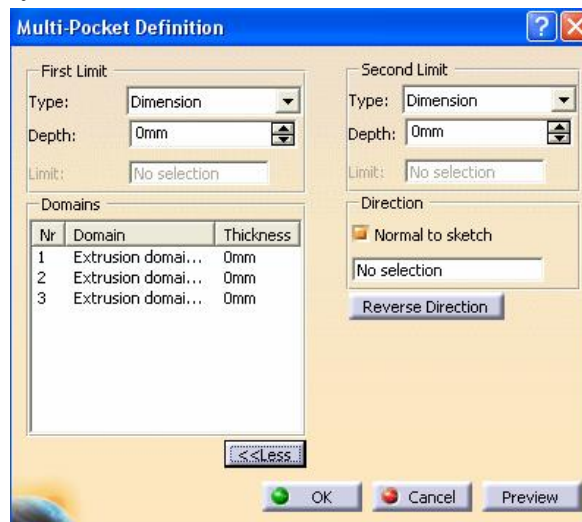 Multi-Pocket Definition
First Limit
Type: Dimension
Depth: 0mm
Limit: No selection
Second Limit
Type: Dimension
Depth: 0mm
Limit: No selection
Domains
Nr Domain Thickness
1 Extrusion domai... 0mm
2 Extrusion domai... 0mm
3 Extrusion domai... 0mm
Direction
Normal to sketch
No selection
Reverse Direction
<<Less
OK Cancel Preview